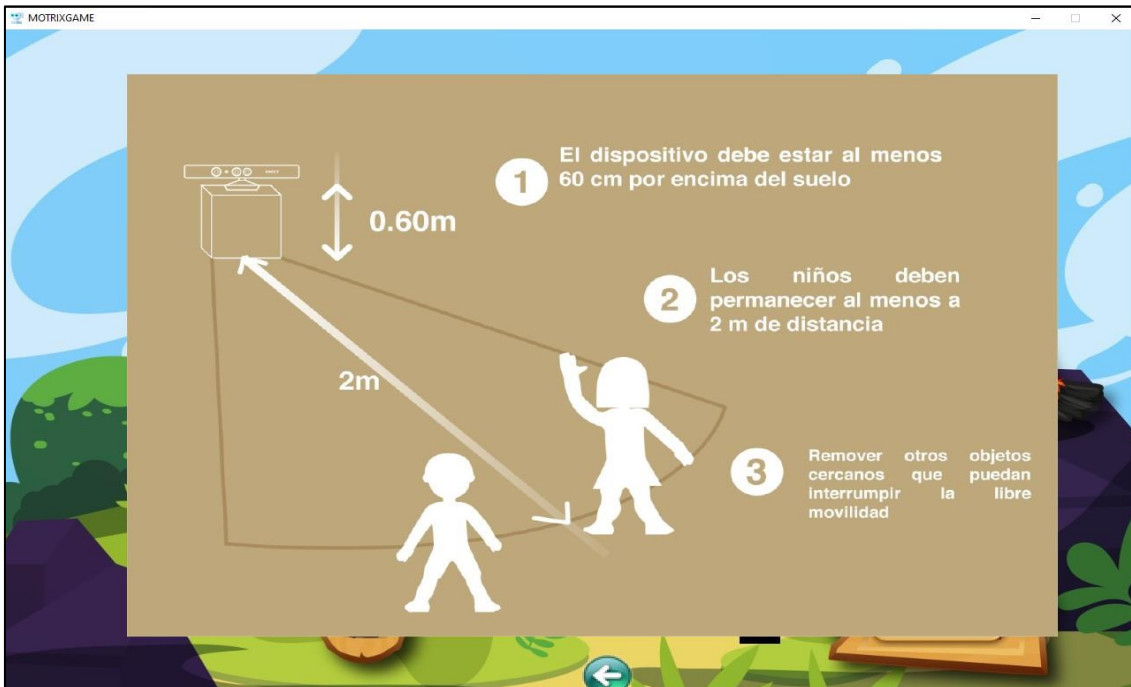 MOTRIXGAME
0.60m
1
El dispositivo debe estar al menos
60 cm por encima del suelo
2
Los niños deben
permanecer al menos a
2 m de distancia
2m
3
Remover otros objetos
cercanos que puedan
interrumpir la libre
movilidad